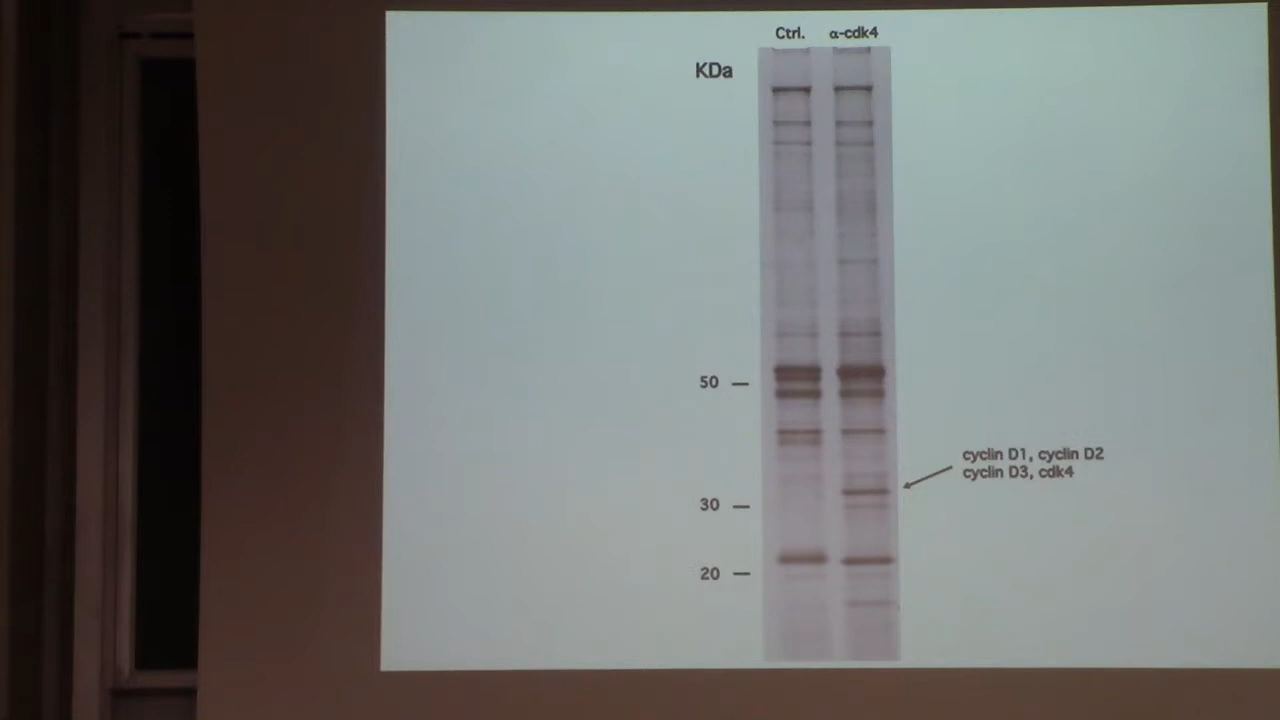 Ctrl. α-cdk4
KDa
50
cyclin D1, cyclin D2
cyclin D3, cdk4
30
20